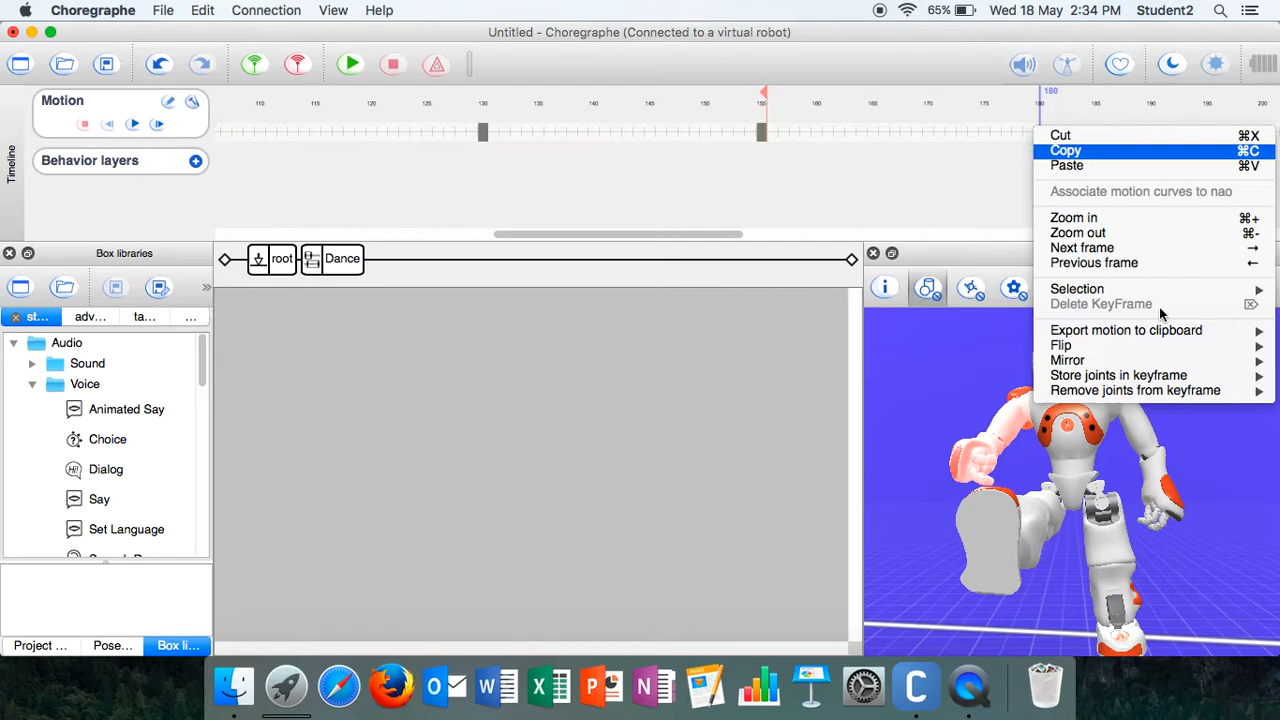 Choregraphe File Edit Connection View Help 65% Wed 18 May 2:34 PM Student2
Untitled - Choregraphe (Connected to a virtual robot)
Timeline
Motion
Behavior layers
180
110 115 120 125 130 135 140 145 150 155 160 165 170 175 180 185 190 195 200
Cut ⌘X
Copy ⌘C
Paste ⌘V
Associate motion curves to nao
Zoom in ⌘+
Zoom out ⌘-
Next frame →
Previous frame ←
Selection
Delete KeyFrame
Export motion to clipboard
Flip
Mirror
Store joints in keyframe
Remove joints from keyframe
Box libraries
root Dance
st... adv... ta... ...
Audio
Sound
Voice
Animated Say
Choice
Hi! Dialog
Say
Set Language
Project ... Pose... Box li...